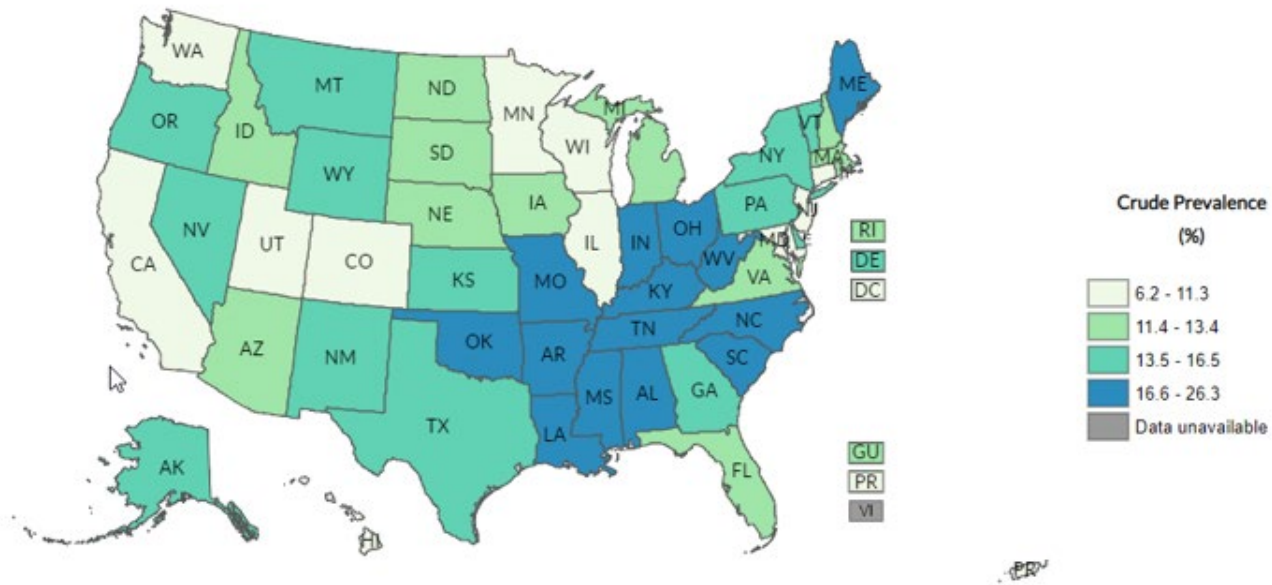 WA
MT
ND
MN
ME
OR
ID
WI
MI
VT
SD
NY
MA
WY
IA
PA
NE
NJ
NV
UT
CO
IL
IN
OH
MD
WV
VA
CA
KS
MO
KY
NC
TN
AZ
NM
OK
AR
SC
MS
AL
GA
TX
LA
FL
AK
HI
PR
RI
DE
DC
GU
PR
VI
Crude Prevalence
(%)
6.2 - 11.3
11.4 - 13.4
13.5 - 16.5
16.6 - 26.3
Data unavailable